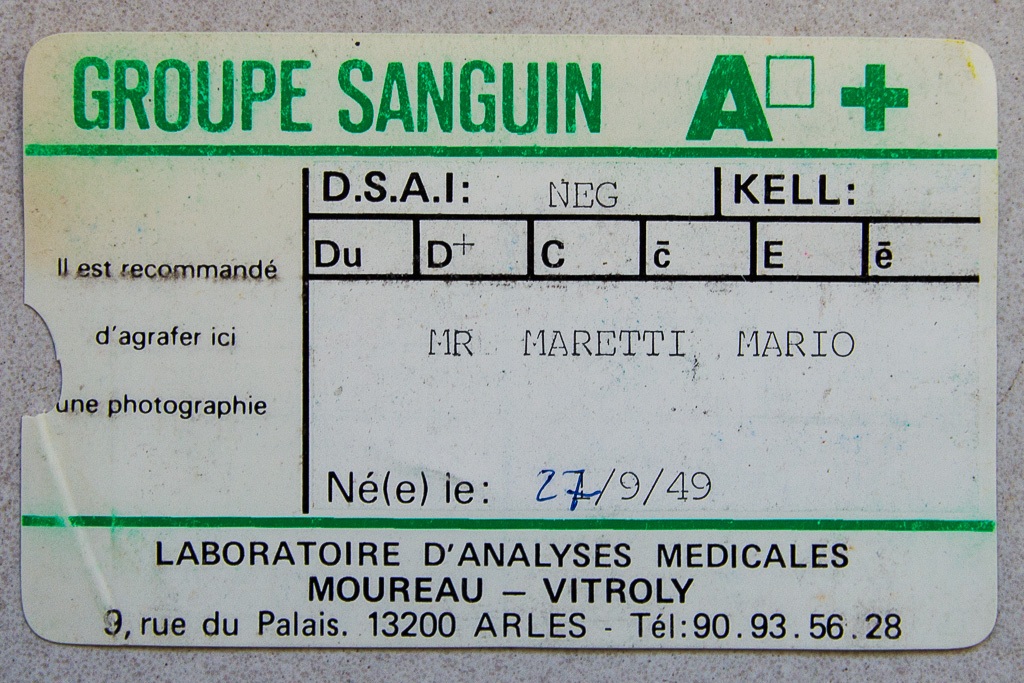 GROUPE SANGUIN A +
D.S.A.I: NEG KELL:
Du D+ C c̄ E ē
Il est recommandé
d'agrafer ici
une photographie
MR MARETTI MARIO
Né(e) ie: 27/9/49
LABORATOIRE D'ANALYSES MEDICALES
MOUREAU – VITROLY
9, rue du Palais. 13200 ARLES - Tél:90.93.56.28